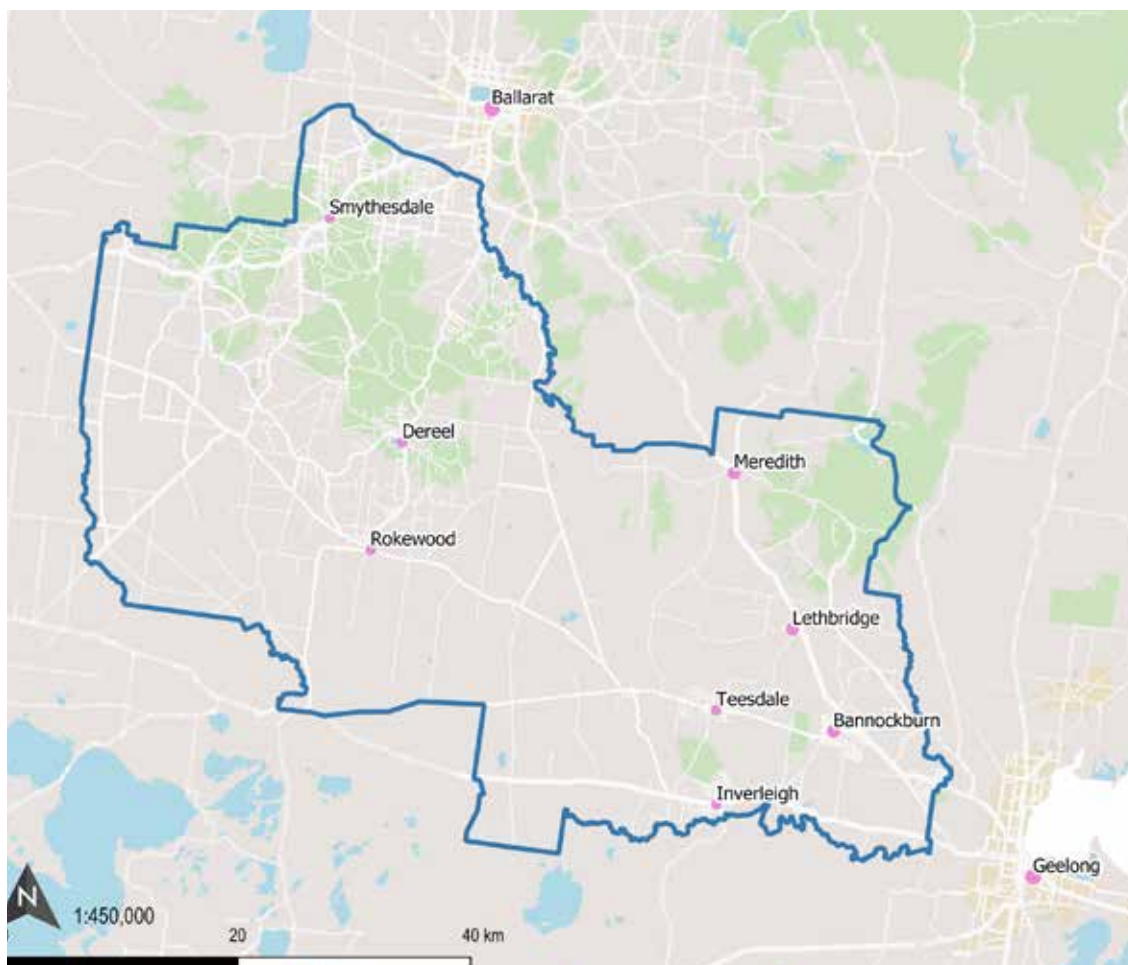 Ballarat
Smythesdale
Dereel
Meredith
Rokewood
Lethbridge
Teesdale
Bannockburn
Inverleigh
Geelong
N
1:450,000
20
40 km